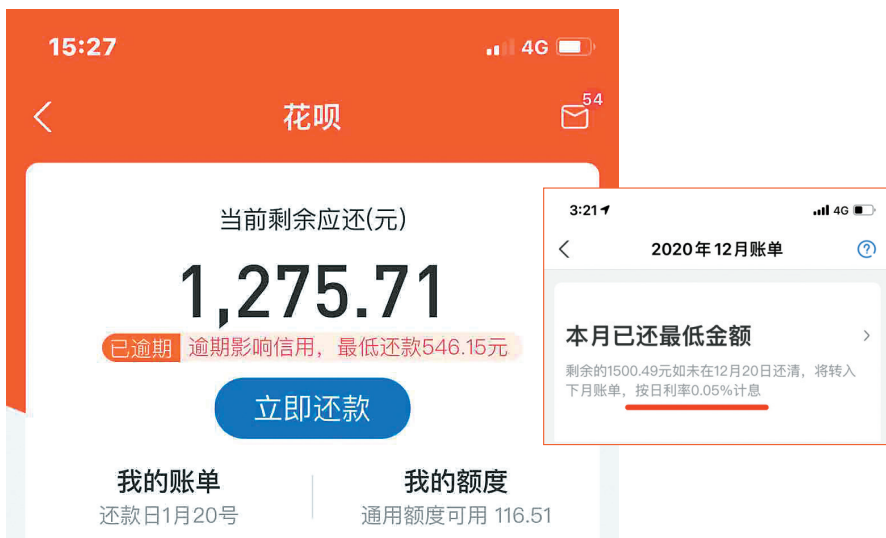 15:27
4G
花呗
54
当前剩余应还(元)
1,275.71
已逾期 逾期影响信用，最低还款546.15元
立即还款
我的账单
还款日1月20号
我的额度
通用额度可用 116.51
3:21
4G
2020年12月账单
?
本月已还最低金额
剩余的1500.49元如未在12月20日还清，将转入
下月账单，按日利率0.05%计息